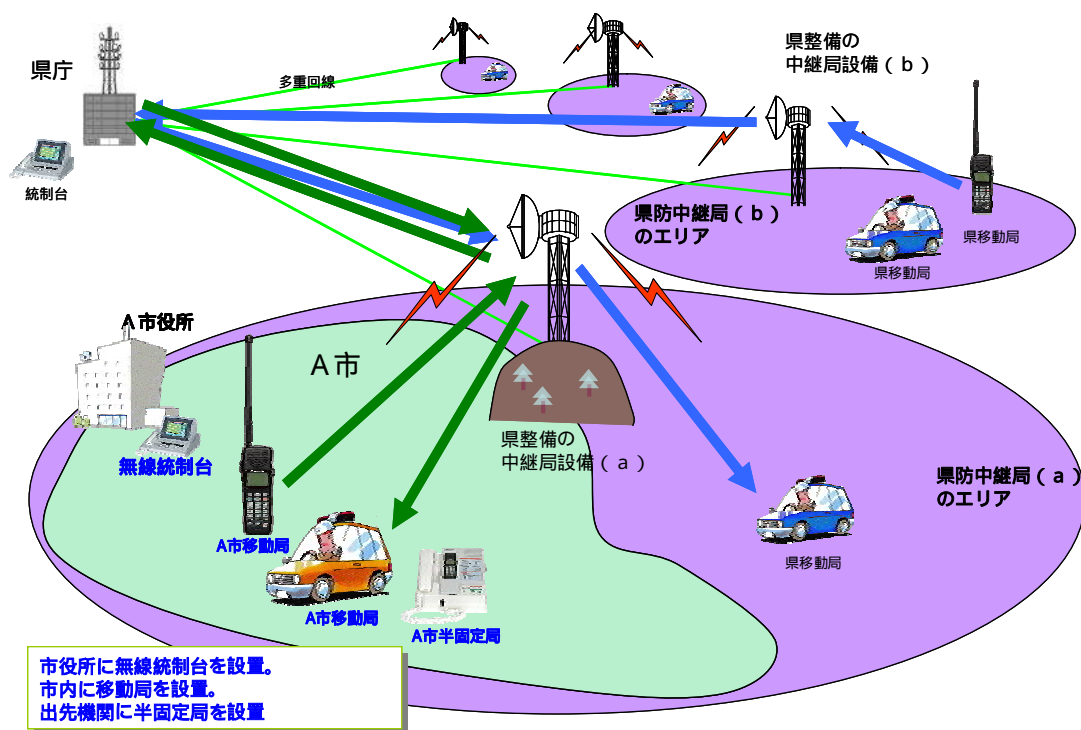 県庁
統制台
多重回線
県整備の
中継局設備(b)
県防中継局(b)
のエリア
県移動局
県移動局
A市役所
A市
無線統制台
県整備の
中継局設備(a)
県防中継局(a)
のエリア
A市移動局
県移動局
A市移動局
A市半固定局
市役所に無線統制台を設置。
市内に移動局を設置。
出先機関に半固定局を設置